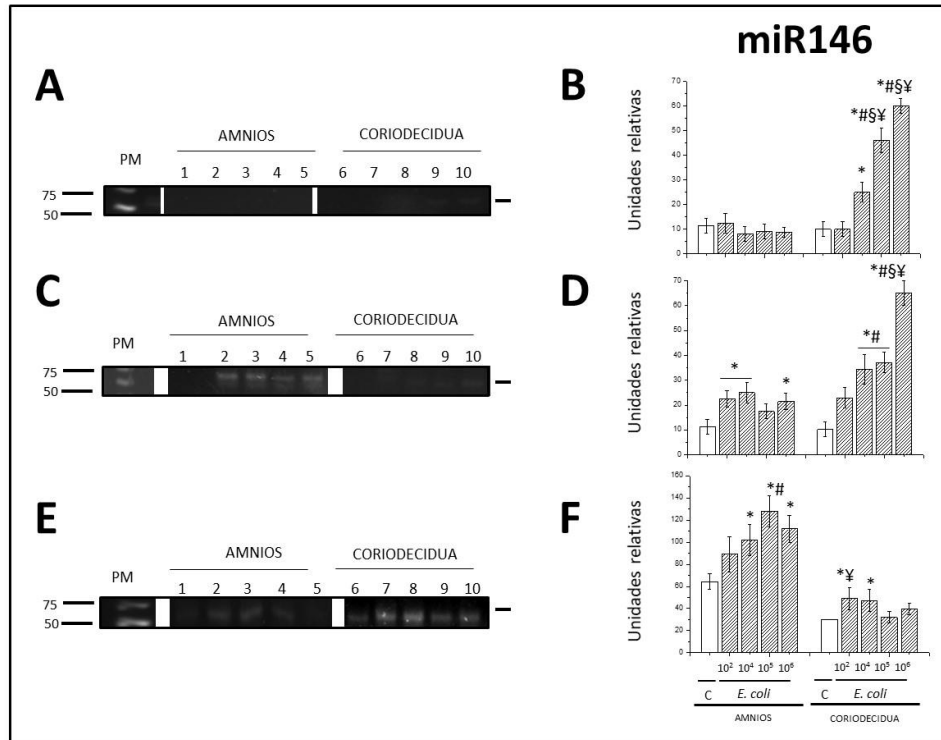 miR146
A
AMNIOS
CORIODECIDUA
PM
1 2 3 4 5 6 7 8 9 10
75
50
B
Unidades relativas
70
60
50
40
30
20
10
0
*
*#§¥
*#§¥
C
AMNIOS
CORIODECIDUA
PM
1 2 3 4 5 6 7 8 9 10
75
50
D
Unidades relativas
70
60
50
40
30
20
10
0
*
*
*#
*#§¥
E
AMNIOS
CORIODECIDUA
PM
1 2 3 4 5 6 7 8 9 10
75
50
F
Unidades relativas
160
140
120
100
80
60
40
20
0
*
*#
*
*¥
*
10² 10⁴ 10⁵ 10⁶ 10² 10⁴ 10⁵ 10⁶
C E. coli C E. coli
AMNIOS CORIODECIDUA